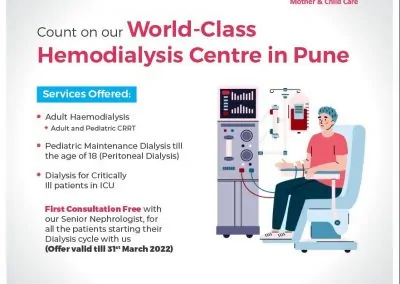 Mother & Child Care
Count on our World-Class
Hemodialysis Centre in Pune
Services Offered:
Adult Haemodialysis
Adult and Pediatric CRRT
Pediatric Maintenance Dialysis till
the age of 18 (Peritoneal Dialysis)
Dialysis for Critically
Ill patients in ICU
First Consultation Free with
our Senior Nephrologist, for
all the patients starting their
Dialysis cycle with us
(Offer valid till 31st March 2022)